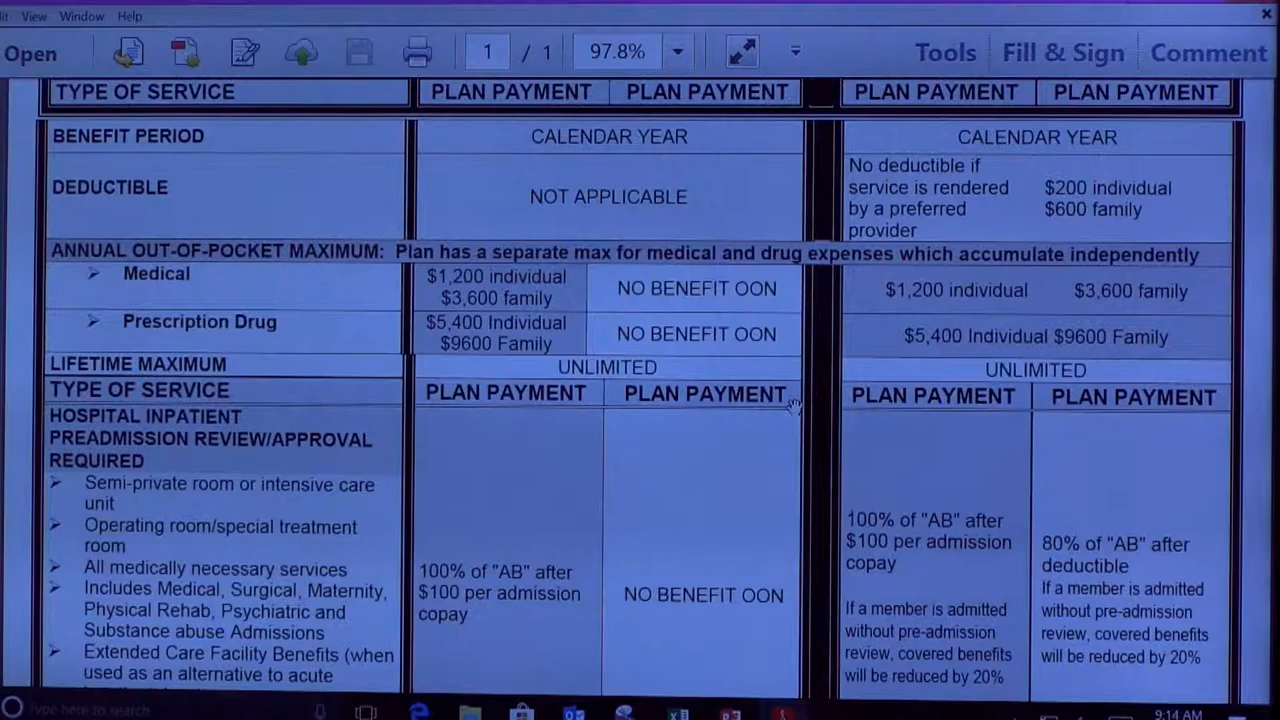 View Window Help
Open 1 / 1 97.8% Tools Fill & Sign Comment
TYPE OF SERVICE PLAN PAYMENT PLAN PAYMENT PLAN PAYMENT PLAN PAYMENT
BENEFIT PERIOD CALENDAR YEAR CALENDAR YEAR
DEDUCTIBLE
NOT APPLICABLE
No deductible if
service is rendered
by a preferred
provider
$200 individual
$600 family
ANNUAL OUT-OF-POCKET MAXIMUM: Plan has a separate max for medical and drug expenses which accumulate independently
Medical
$1,200 individual
$3,600 family
NO BENEFIT OON
$1,200 individual $3,600 family
Prescription Drug
$5,400 Individual
$9600 Family
NO BENEFIT OON
$5,400 Individual $9600 Family
LIFETIME MAXIMUM UNLIMITED UNLIMITED
TYPE OF SERVICE PLAN PAYMENT PLAN PAYMENT PLAN PAYMENT PLAN PAYMENT
HOSPITAL INPATIENT
PREADMISSION REVIEW/APPROVAL
REQUIRED
Semi-private room or intensive care
unit
Operating room/special treatment
room
All medically necessary services
Includes Medical, Surgical, Maternity,
Physical Rehab, Psychiatric and
Substance abuse Admissions
Extended Care Facility Benefits (when
used as an alternative to acute
100% of "AB" after
$100 per admission
copay
NO BENEFIT OON
100% of "AB" after
$100 per admission
copay
If a member is admitted
without pre-admission
review, covered benefits
will be reduced by 20%
80% of "AB" after
deductible
If a member is admitted
without pre-admission
review, covered benefits
will be reduced by 20%
Type here to search
9:14 AM